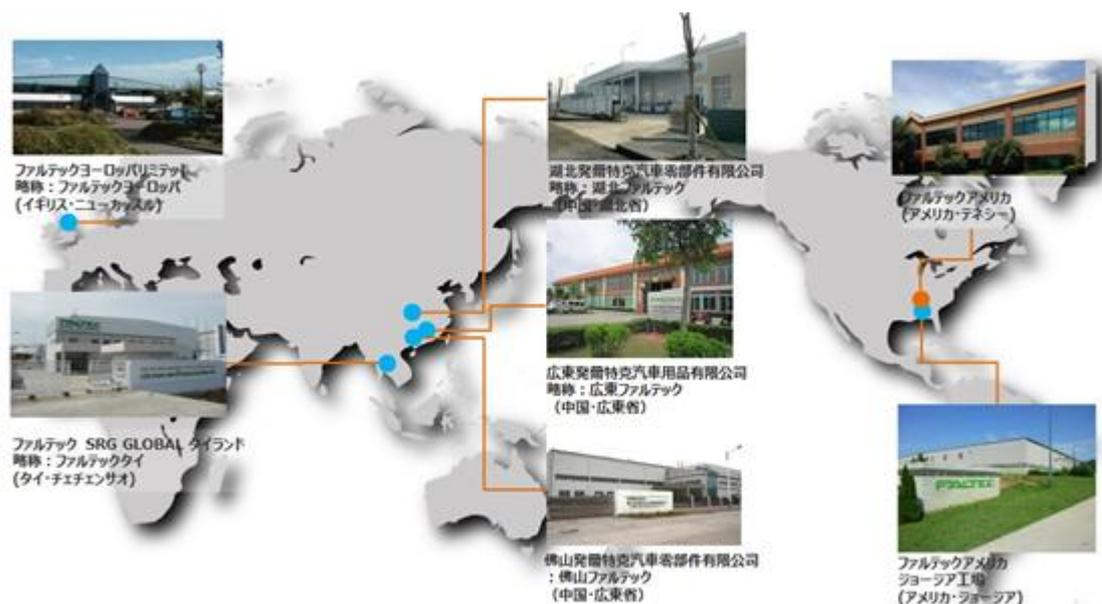 ファルテックヨーロッパリミテッド
略称：ファルテックヨーロッパ
(イギリス・ニューカッスル)
湖北発爾特克汽車零部件有限公司
略称：湖北ファルテック
（中国・湖北省）
ファルテックアメリカ
(アメリカ・テネシー)
広東発爾特克汽車用品有限公司
略称：広東ファルテック
（中国・広東省）
ファルテック SRG GLOBAL タイランド
略称：ファルテックタイ
(タイ・チェチェンサオ)
佛山発爾特克汽車零部件有限公司
：佛山ファルテック
（中国・広東省）
FALTEC
ファルテックアメリカ
ジョージア工場
(アメリカ・ジョージア)